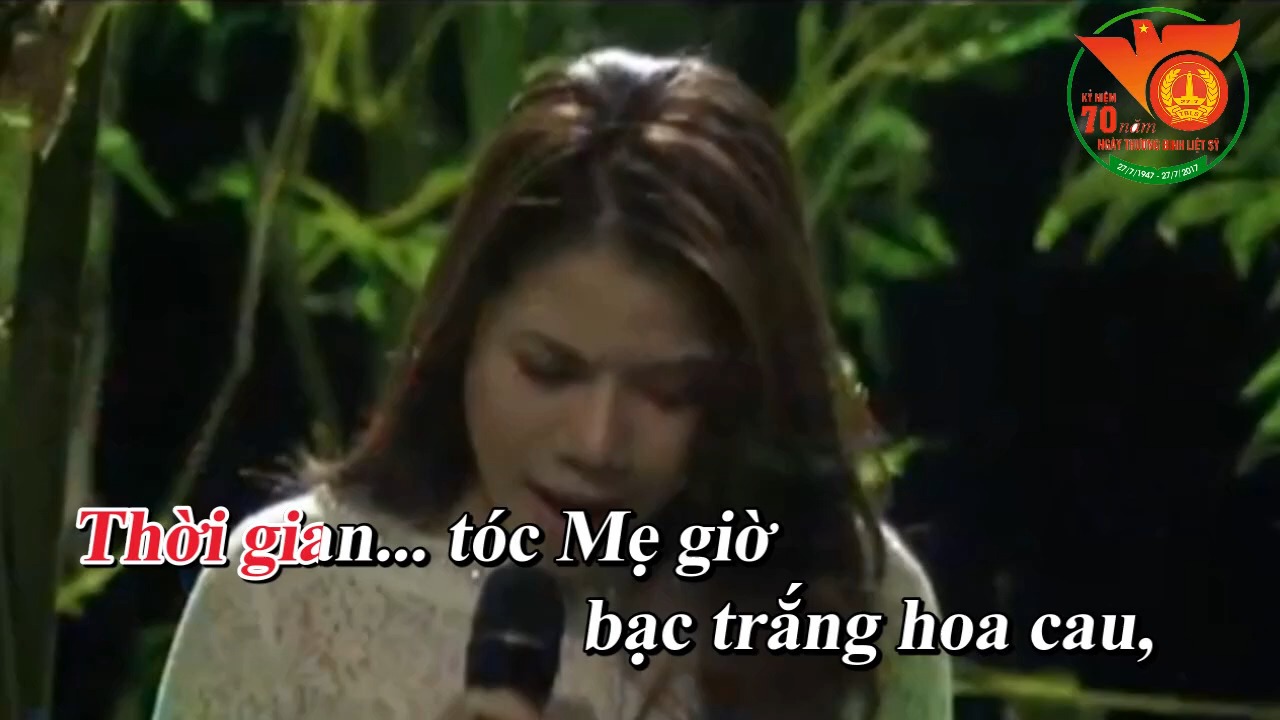 KỶ NIỆM
70 năm
NGÀY THƯƠNG BINH LIỆT SỸ
27/7/1947 - 27/7/2017
Thời gian... tóc Mẹ giờ
bạc trắng hoa cau,